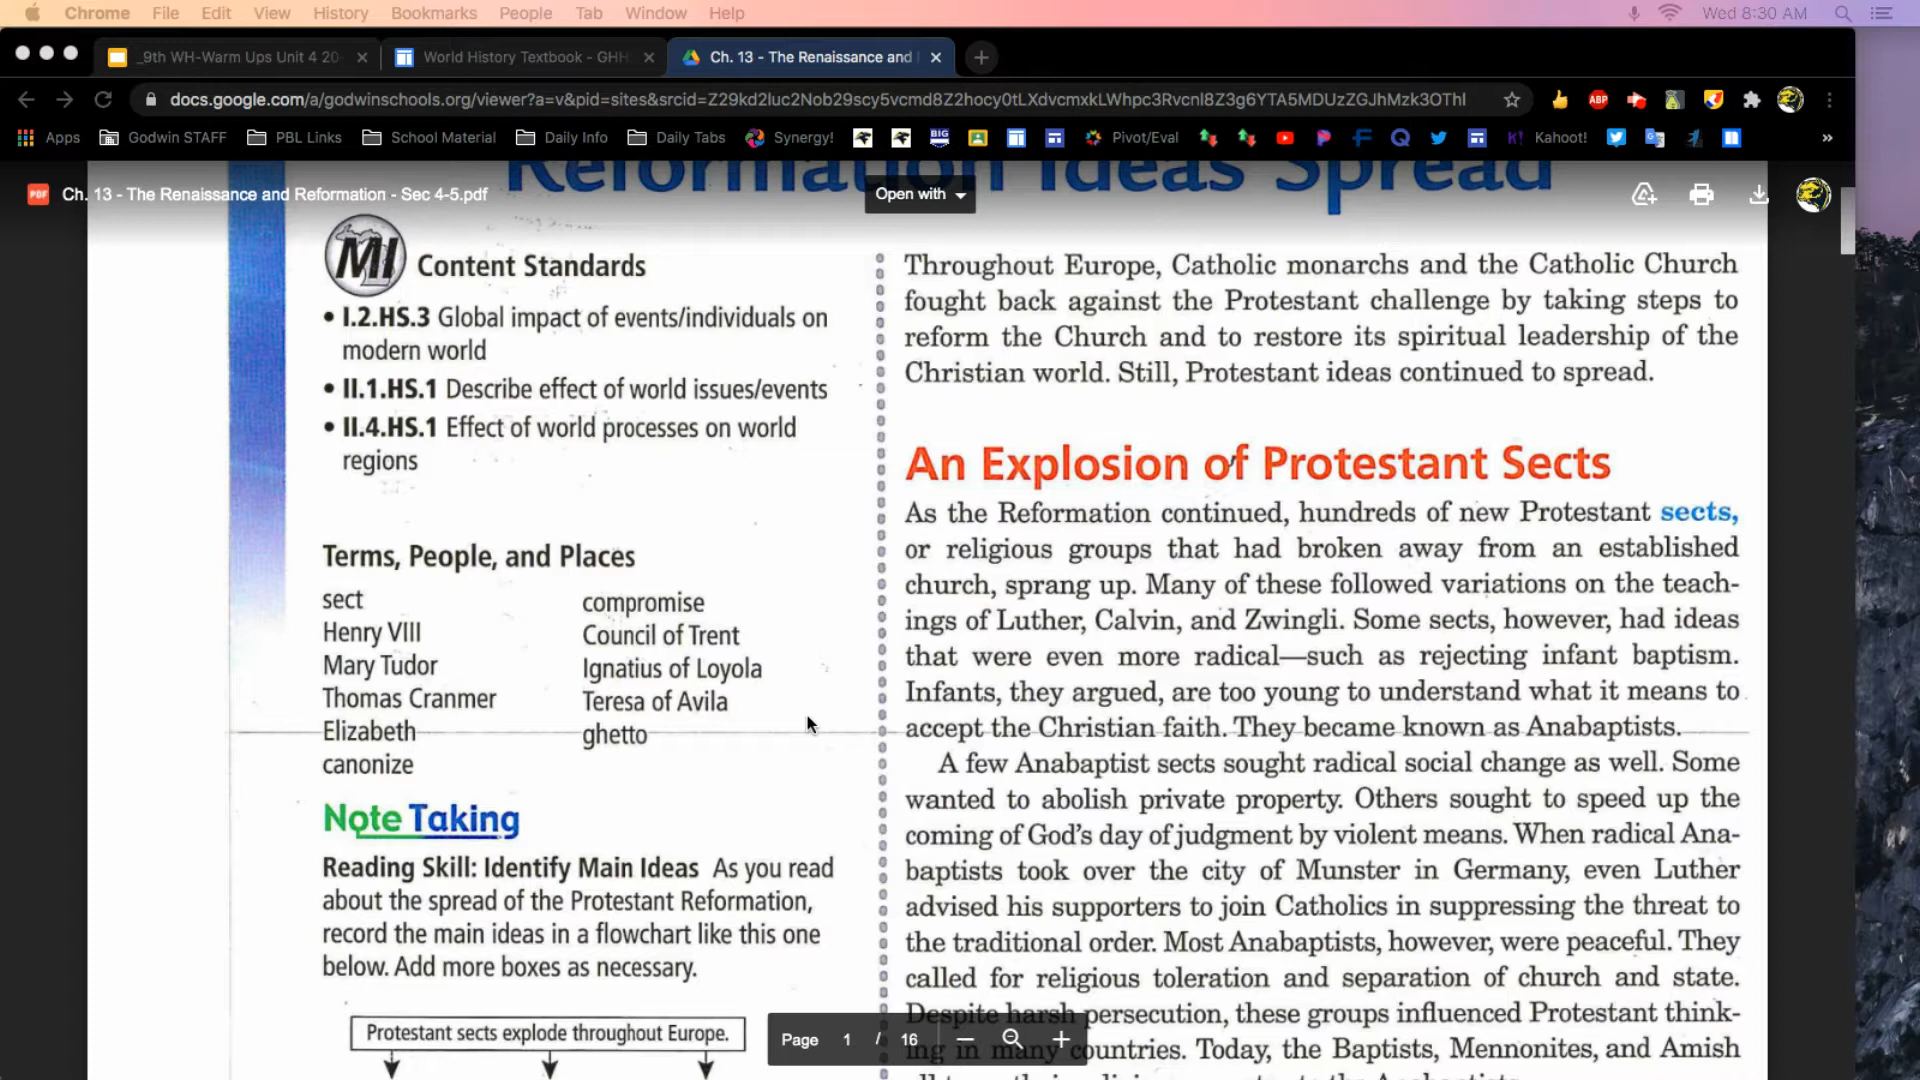 Chrome File Edit View History Bookmarks People Tab Window Help Wed 8:30 AM
_9th WH-Warm Ups Unit 4 20 World History Textbook - GHH Ch. 13 - The Renaissance and
docs.google.com/a/godwinschools.org/viewer?a=v&pid=sites&srcid=Z29kd2luc2Nob29scy5vcmd8Z2hocy0tLXdvcmxkLWhpc3Rvcnl8Z3g6YTA5MDUzZGJhMzk3OThl
Apps Godwin STAFF PBL Links School Material Daily Info Daily Tabs Synergy! BIG Pivot/Eval Kahoot!
Reformation Ideas Spread
Ch. 13 - The Renaissance and Reformation - Sec 4-5.pdf Open with
MI Content Standards
• I.2.HS.3 Global impact of events/individuals on
modern world
• II.1.HS.1 Describe effect of world issues/events
• II.4.HS.1 Effect of world processes on world
regions
Terms, People, and Places
sect
Henry VIII
Mary Tudor
Thomas Cranmer
Elizabeth
canonize
compromise
Council of Trent
Ignatius of Loyola
Teresa of Avila
ghetto
Note Taking
Reading Skill: Identify Main Ideas As you read
about the spread of the Protestant Reformation,
record the main ideas in a flowchart like this one
below. Add more boxes as necessary.
Protestant sects explode throughout Europe.
Throughout Europe, Catholic monarchs and the Catholic Church
fought back against the Protestant challenge by taking steps to
reform the Church and to restore its spiritual leadership of the
Christian world. Still, Protestant ideas continued to spread.
An Explosion of Protestant Sects
As the Reformation continued, hundreds of new Protestant sects,
or religious groups that had broken away from an established
church, sprang up. Many of these followed variations on the teach-
ings of Luther, Calvin, and Zwingli. Some sects, however, had ideas
that were even more radical—such as rejecting infant baptism.
Infants, they argued, are too young to understand what it means to
accept the Christian faith. They became known as Anabaptists.
A few Anabaptist sects sought radical social change as well. Some
wanted to abolish private property. Others sought to speed up the
coming of God's day of judgment by violent means. When radical Ana-
baptists took over the city of Munster in Germany, even Luther
advised his supporters to join Catholics in suppressing the threat to
the traditional order. Most Anabaptists, however, were peaceful. They
called for religious toleration and separation of church and state.
Despite harsh persecution, these groups influenced Protestant think-
ing in many countries. Today, the Baptists, Mennonites, and Amish
Page 1 / 16